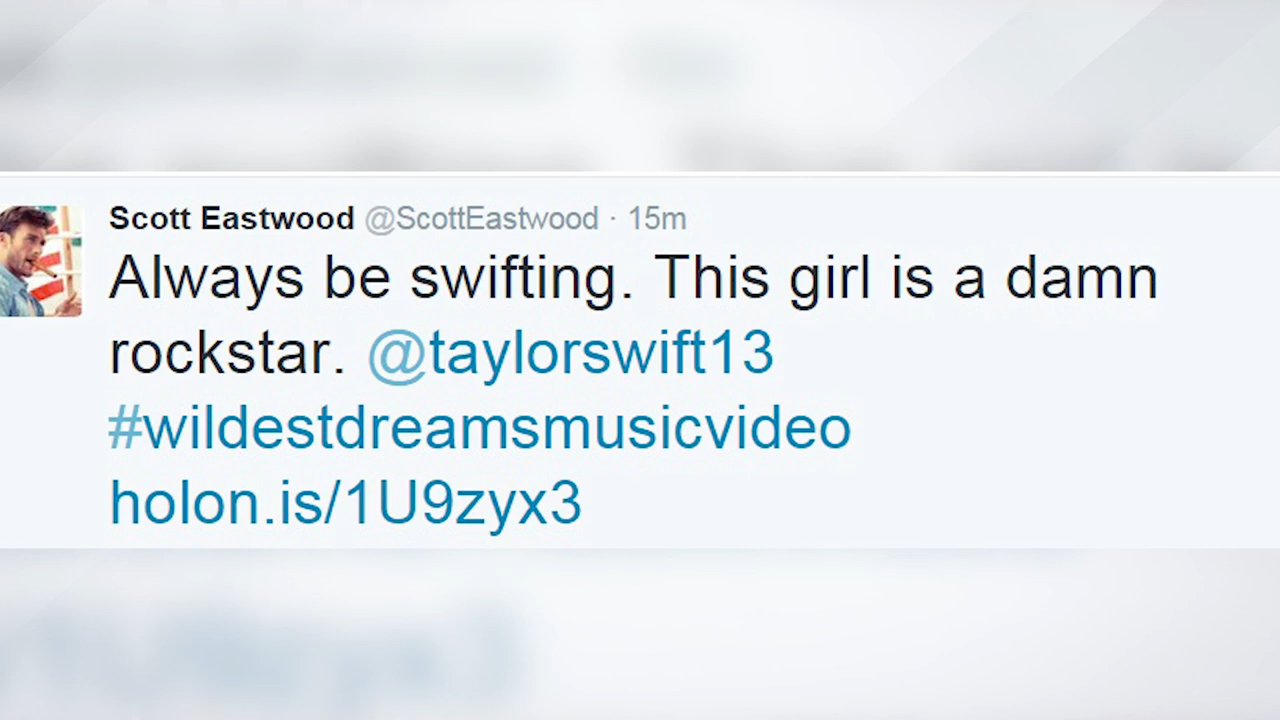 Scott Eastwood @ScottEastwood · 15m
Always be swifting. This girl is a damn
rockstar. @taylorswift13
#wildestdreamsmusicvideo
holon.is/1U9zyx3